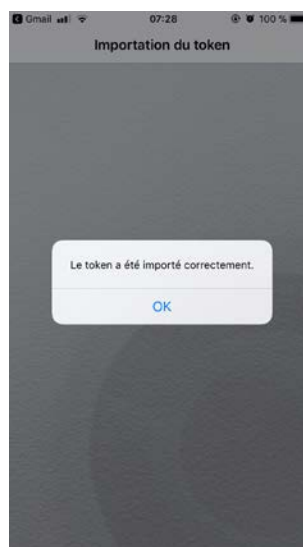 Gmail 07:28 100 %
Importation du token
Le token a été importé correctement.
OK